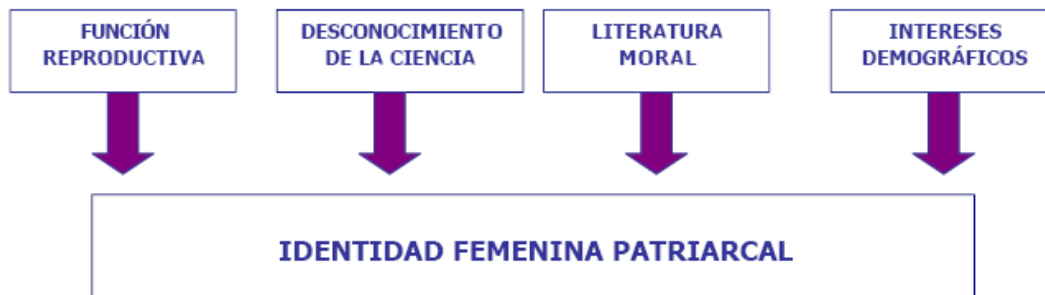 FUNCIÓN
REPRODUCTIVA
DESCONOCIMIENTO
DE LA CIENCIA
LITERATURA
MORAL
INTERESES
DEMOGRÁFICOS
IDENTIDAD FEMENINA PATRIARCAL